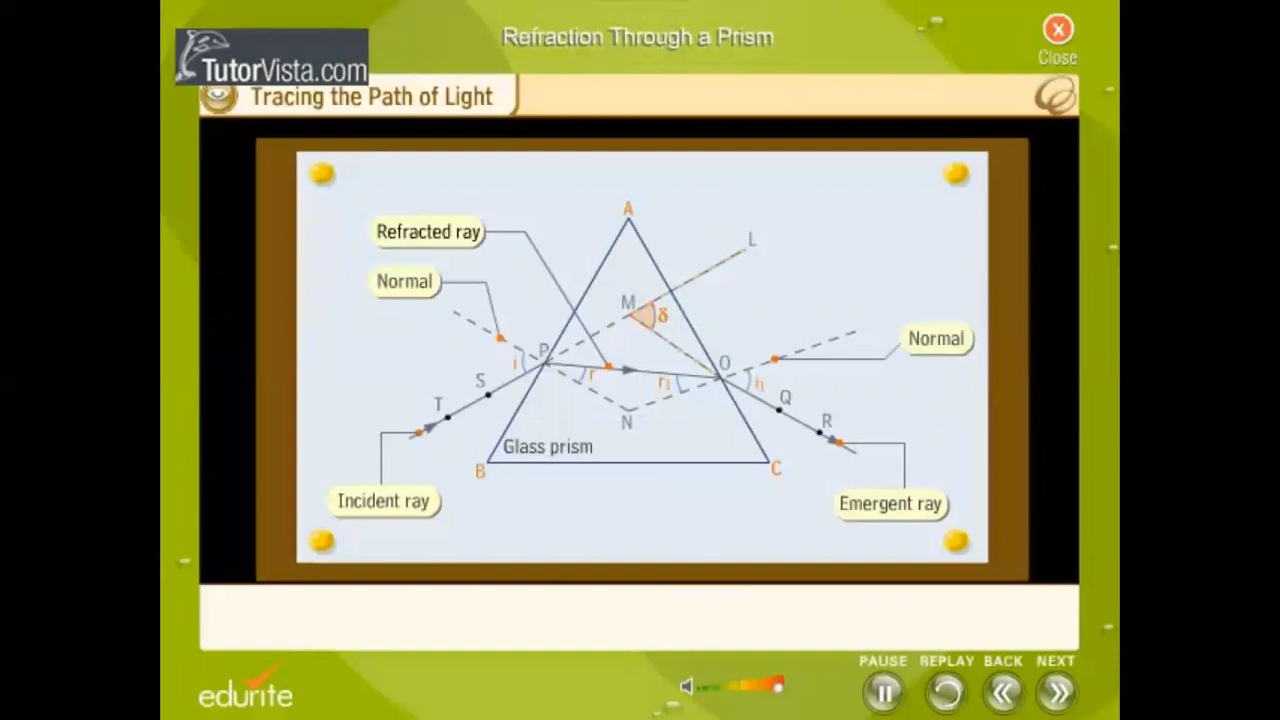 Refraction Through a Prism
Close
TutorVista.com
Tracing the Path of Light
A
Refracted ray
L
Normal
M
δ
Normal
P
i
O
r
r1
S
Q
T
N
R
Glass prism
B
C
Incident ray
Emergent ray
PAUSE REPLAY BACK NEXT
edurite